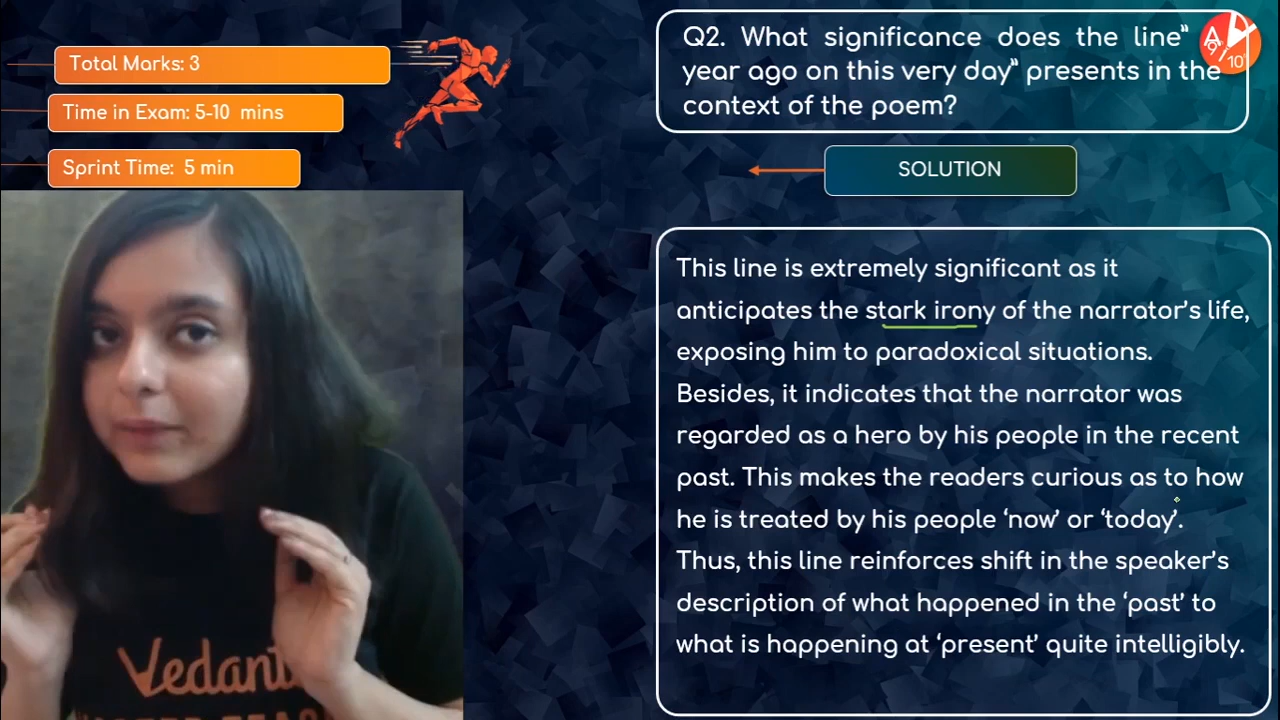 Total Marks: 3
Time in Exam: 5-10 mins
Sprint Time: 5 min
Q2. What significance does the line”
year ago on this very day” presents in the
context of the poem?
A
9/10
SOLUTION
This line is extremely significant as it
anticipates the stark irony of the narrator’s life,
exposing him to paradoxical situations.
Besides, it indicates that the narrator was
regarded as a hero by his people in the recent
past. This makes the readers curious as to how
he is treated by his people ‘now’ or ‘today’.
Thus, this line reinforces shift in the speaker’s
description of what happened in the ‘past’ to
what is happening at ‘present’ quite intelligibly.